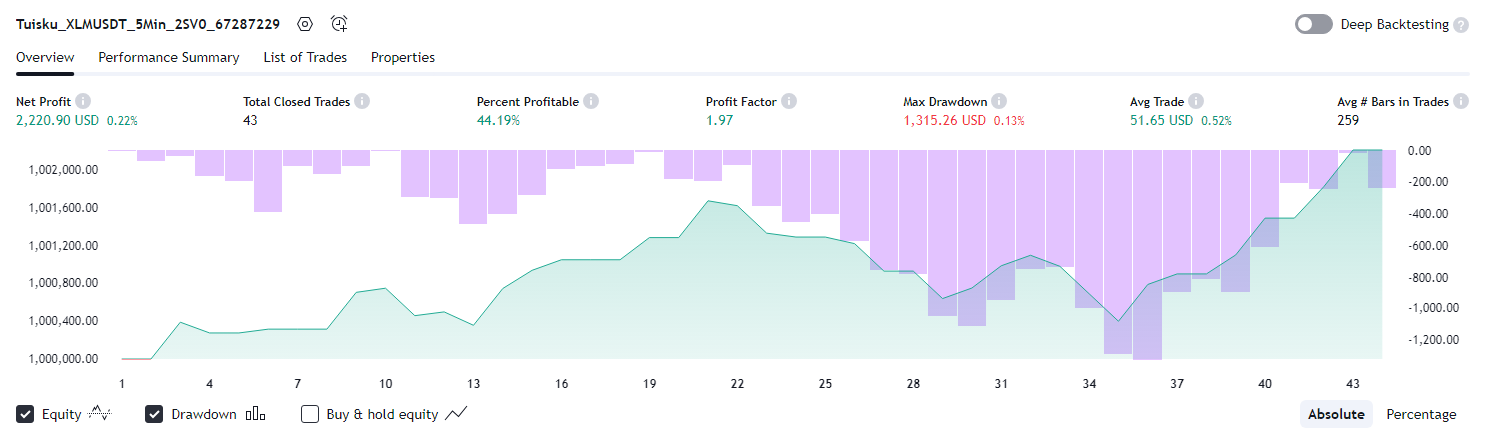 Tuisku_XLMUSDT_5Min_2SV0_67287229
Deep Backtesting ?
Overview Performance Summary List of Trades Properties
Net Profit i Total Closed Trades i Percent Profitable i Profit Factor i Max Drawdown i Avg Trade i Avg # Bars in Trades i
2,220.90 USD 0.22% 43 44.19% 1.97 1,315.26 USD 0.13% 51.65 USD 0.52% 259
0.00
1,002,000.00
-200.00
1,001,600.00
-400.00
1,001,200.00
-600.00
1,000,800.00
-800.00
1,000,400.00
-1,000.00
-1,200.00
1,000,000.00
1 4 7 10 13 16 19 22 25 28 31 34 37 40 43
Equity Drawdown Buy & hold equity Absolute Percentage